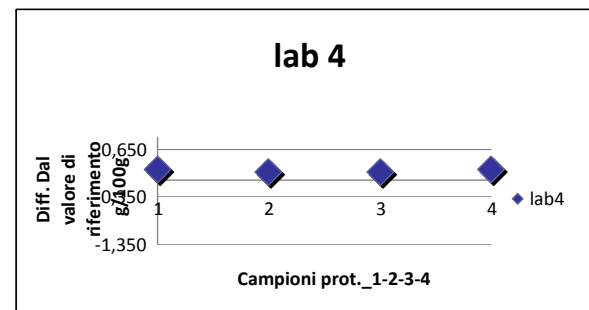 lab 4
Diff. Dal
valore di
riferimento
g/100g
0,650
-0,350
-1,350
1 2 3 4
lab4
Campioni prot._1-2-3-4